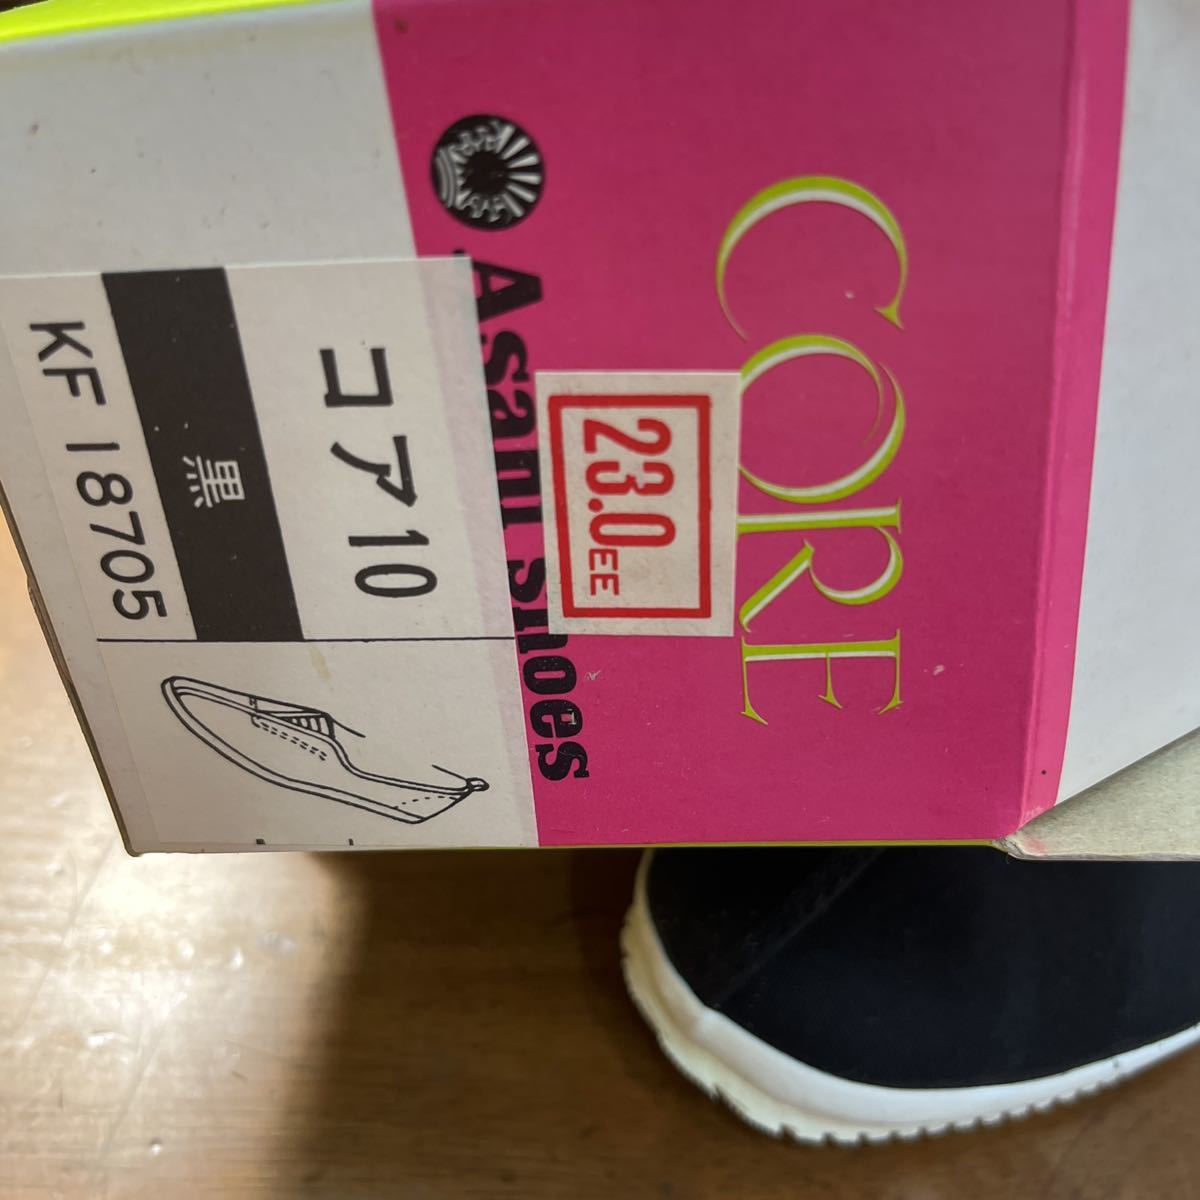 CORE
Asahi shoes
23.0EE
コア10
黒
KF 18705